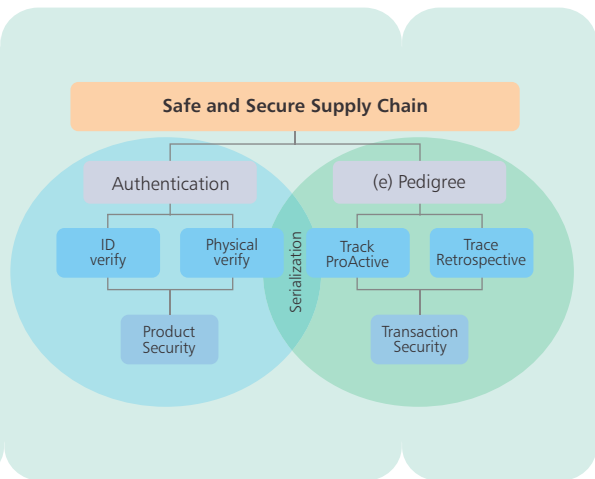 Safe and Secure Supply Chain
Authentication
(e) Pedigree
ID
verify
Physical
verify
Serialization
Track
ProActive
Trace
Retrospective
Product
Security
Transaction
Security